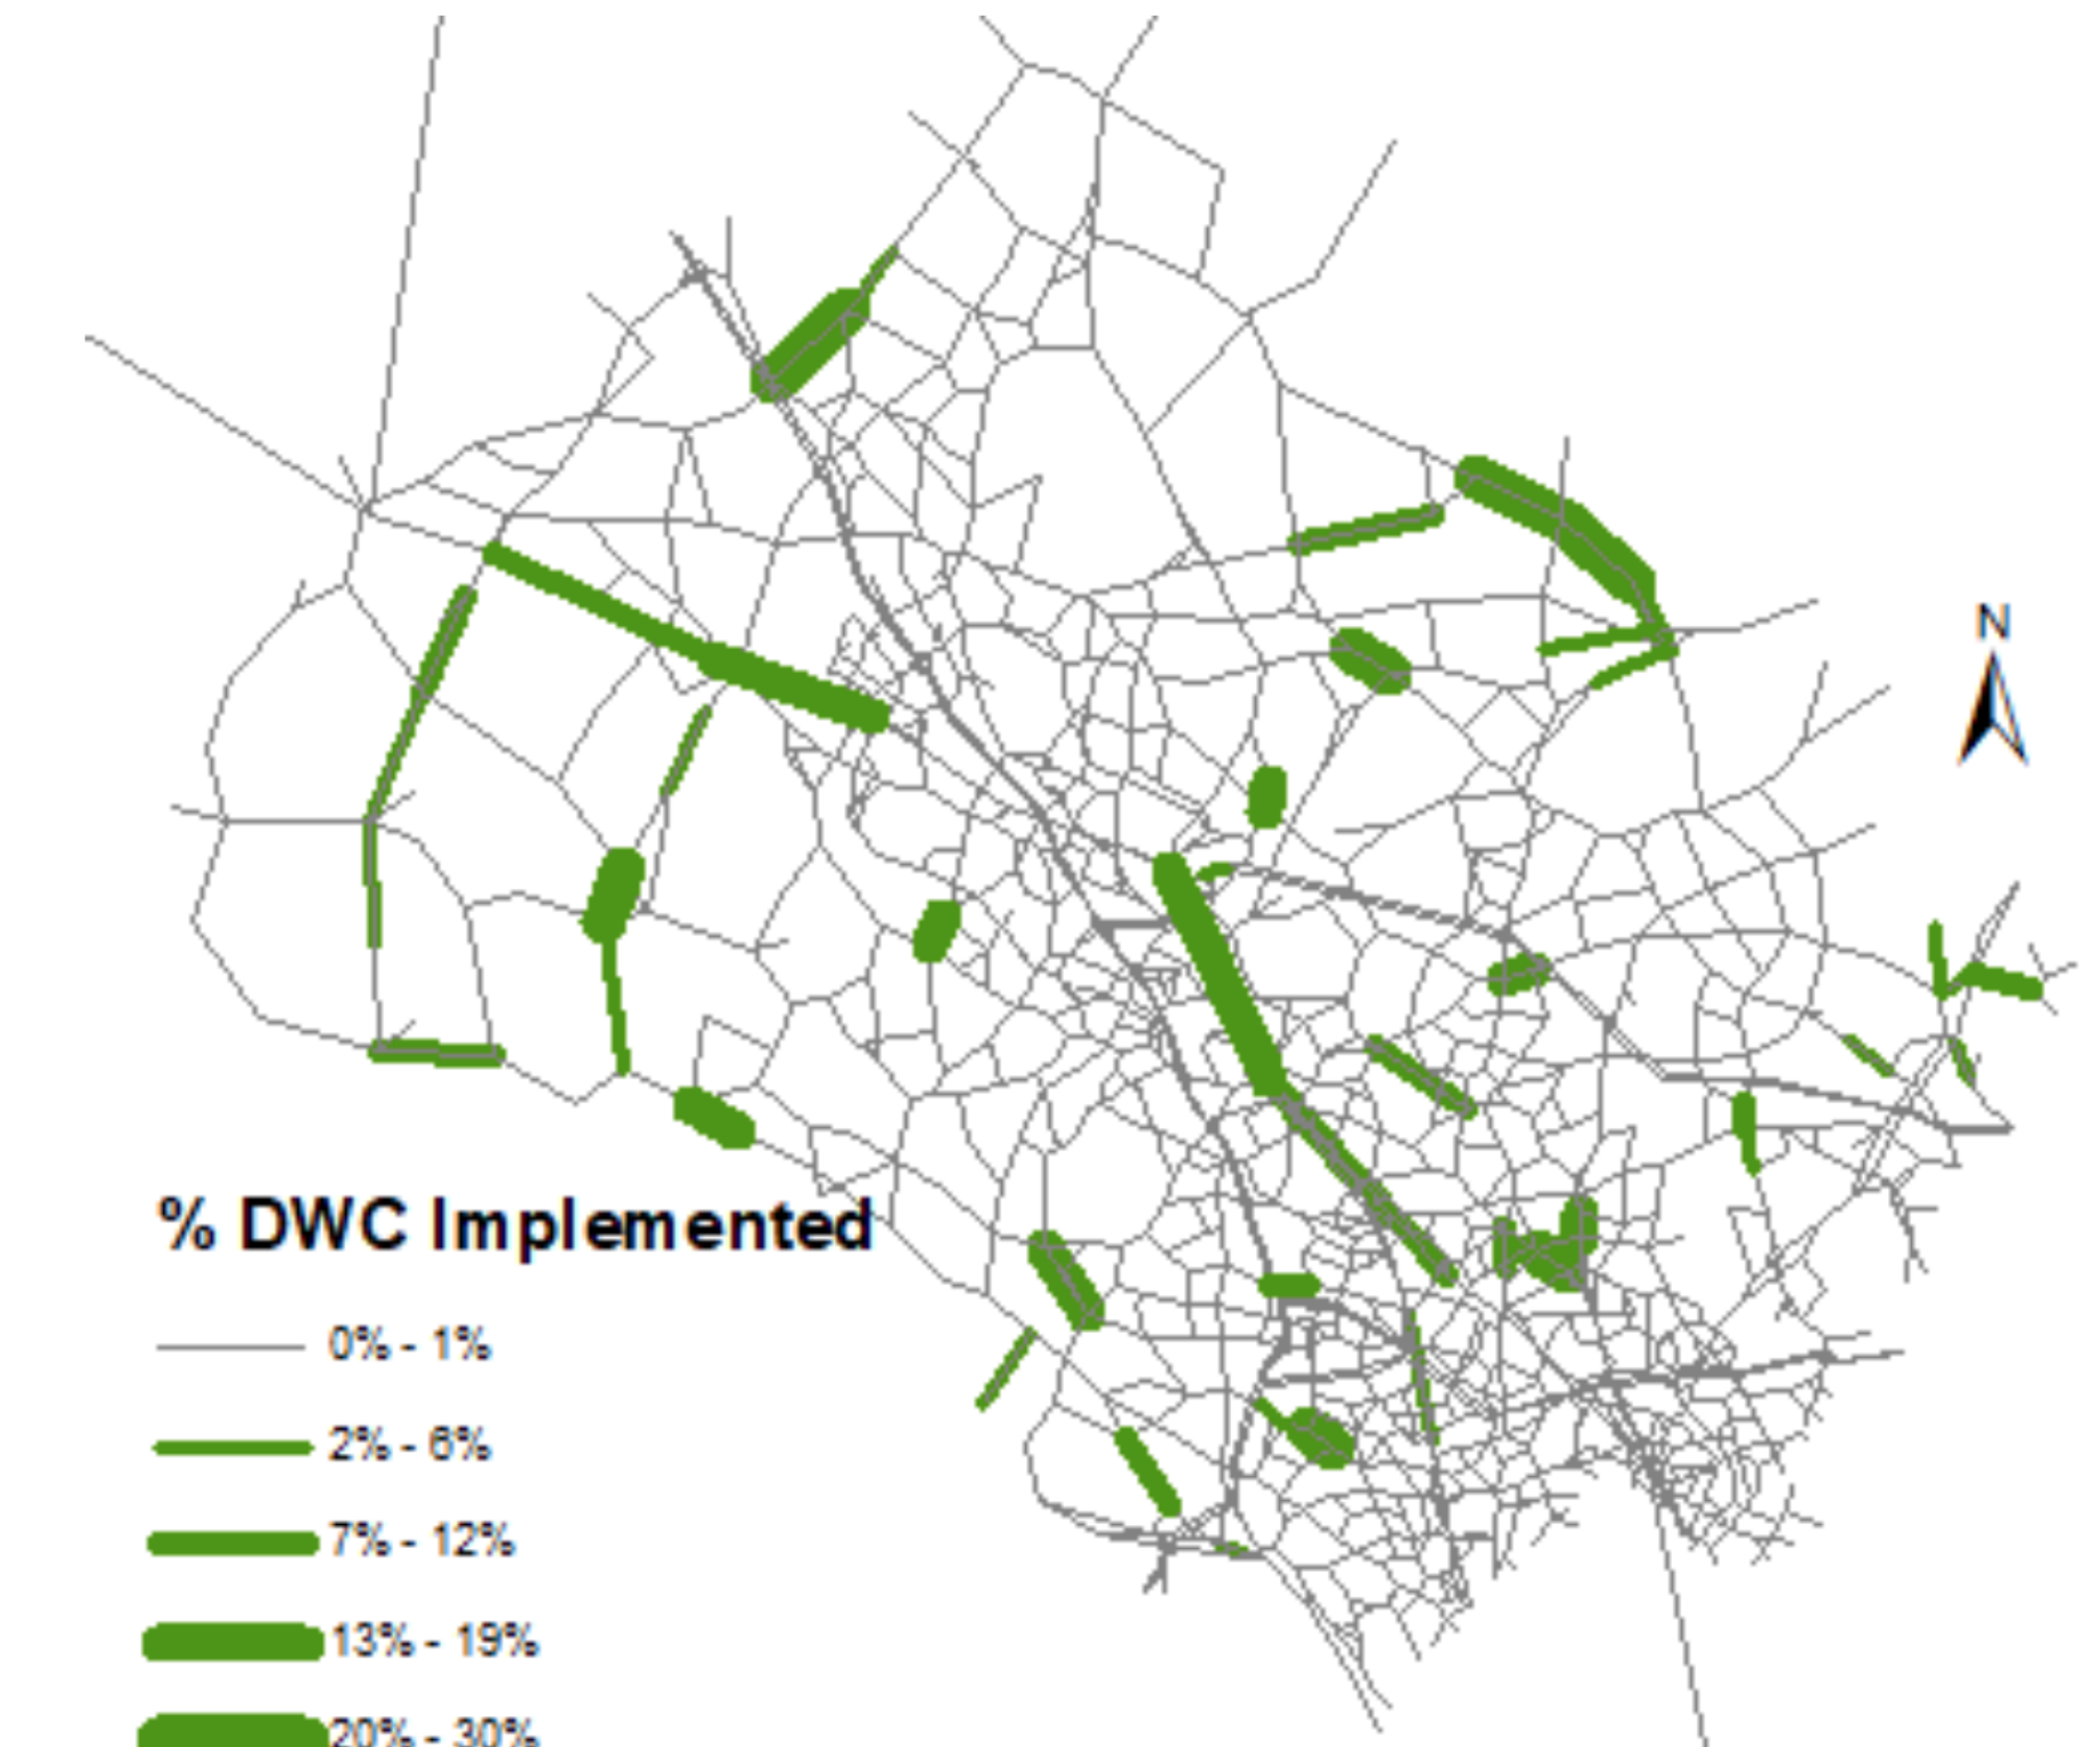 N
% DWC Implemented
0% - 1%
2% - 6%
7% - 12%
13% - 19%
20% - 30%